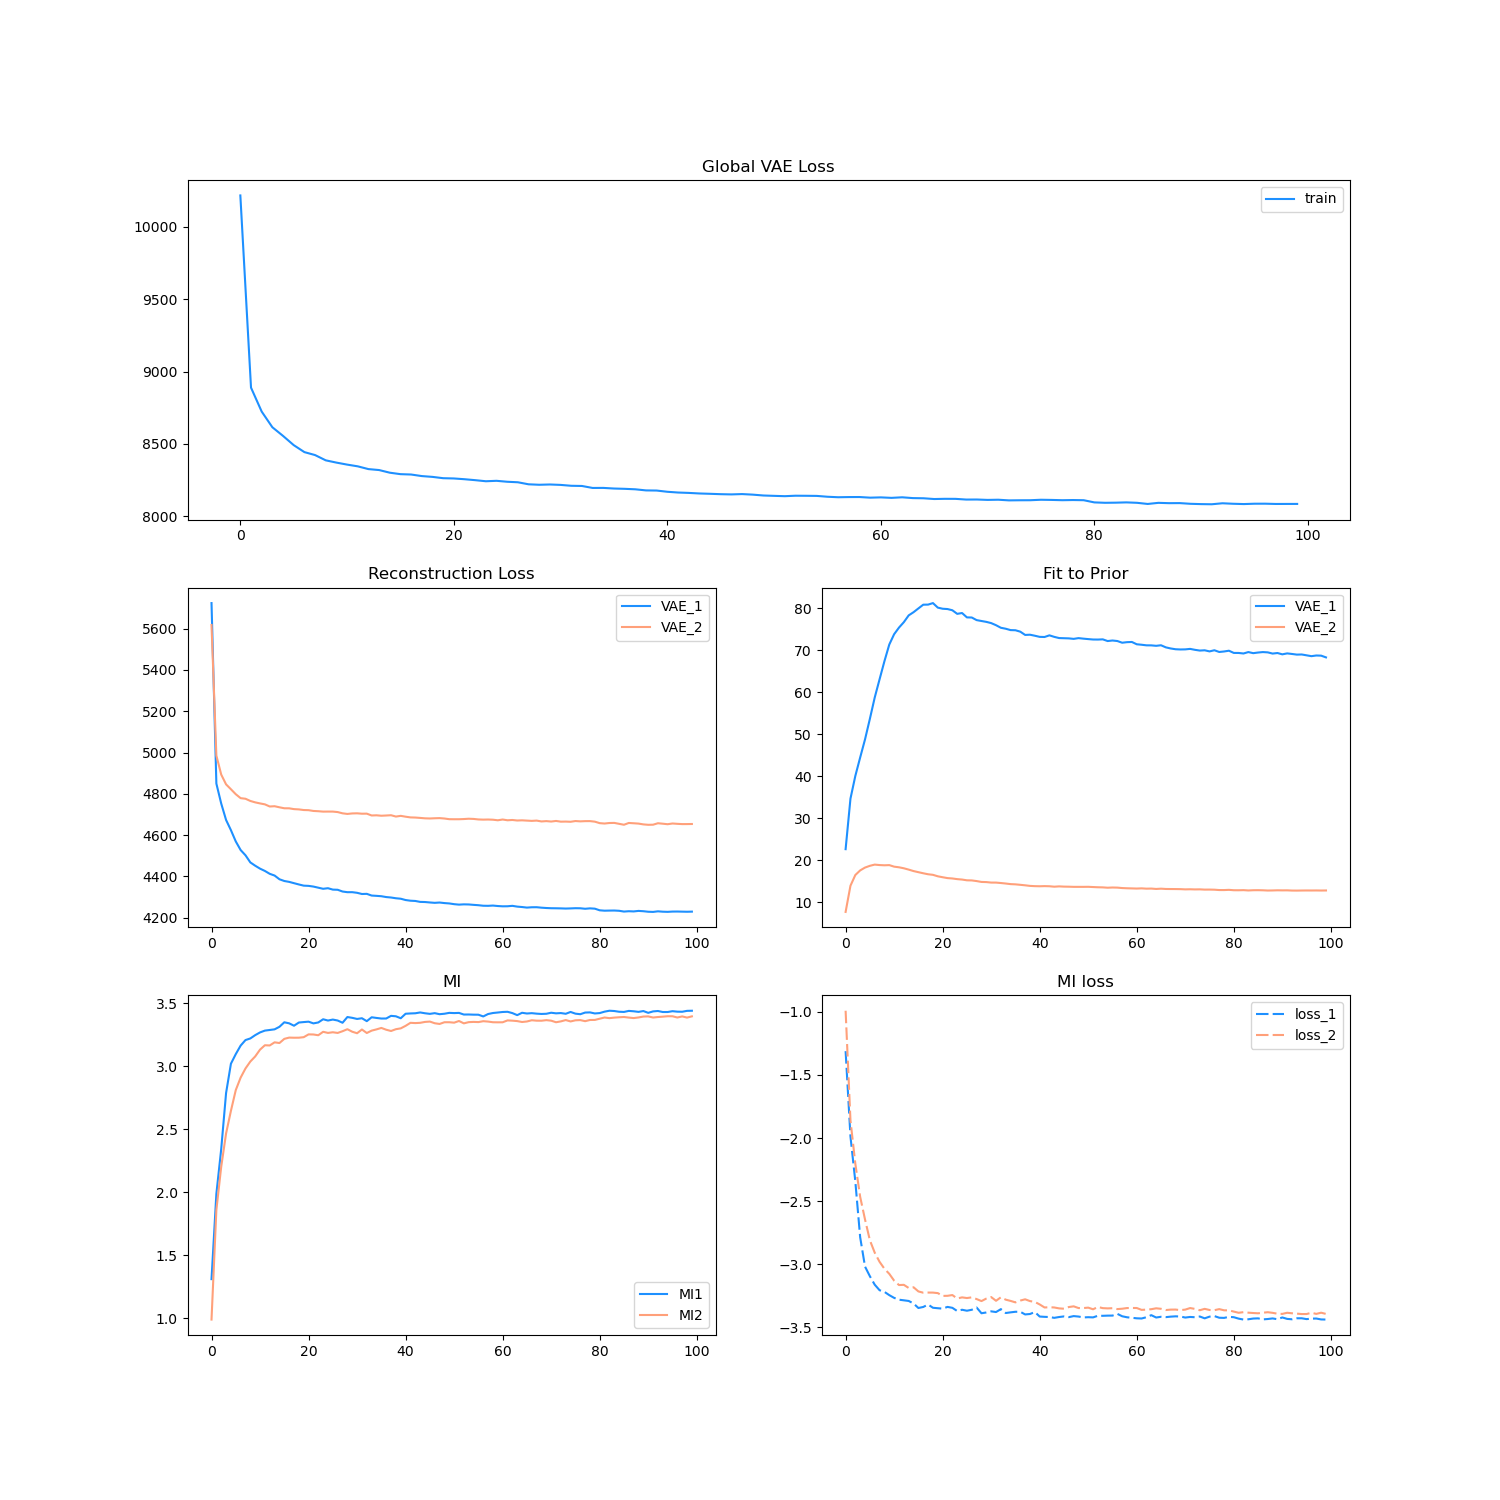 Global VAE Loss
train
10000
9500
9000
8500
8000
0 20 40 60 80 100
Reconstruction Loss
VAE_1
VAE_2
5600
5400
5200
5000
4800
4600
4400
4200
0 20 40 60 80 100
Fit to Prior
VAE_1
VAE_2
80
70
60
50
40
30
20
10
0 20 40 60 80 100
MI
3.5
3.0
2.5
2.0
1.5
1.0
MI1
MI2
0 20 40 60 80 100
MI loss
loss_1
loss_2
−1.0
−1.5
−2.0
−2.5
−3.0
−3.5
0 20 40 60 80 100